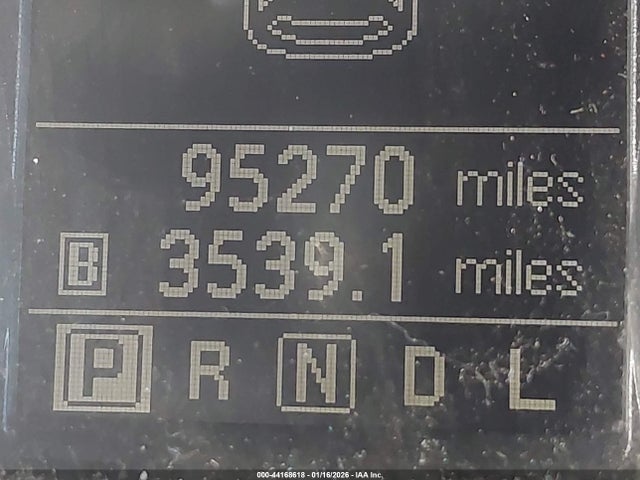 95270 miles
B 3539.1 miles
P R N D L
000-44168618 - 01/16/2026 - IAA Inc.